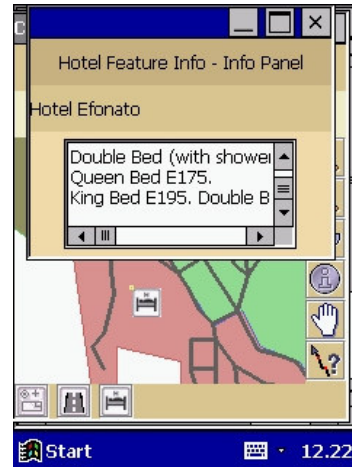 C
Hotel Feature Info - Info Panel
Hotel Efonato
Double Bed (with shower
Queen Bed E175.
King Bed E195. Double B
Start
12.22